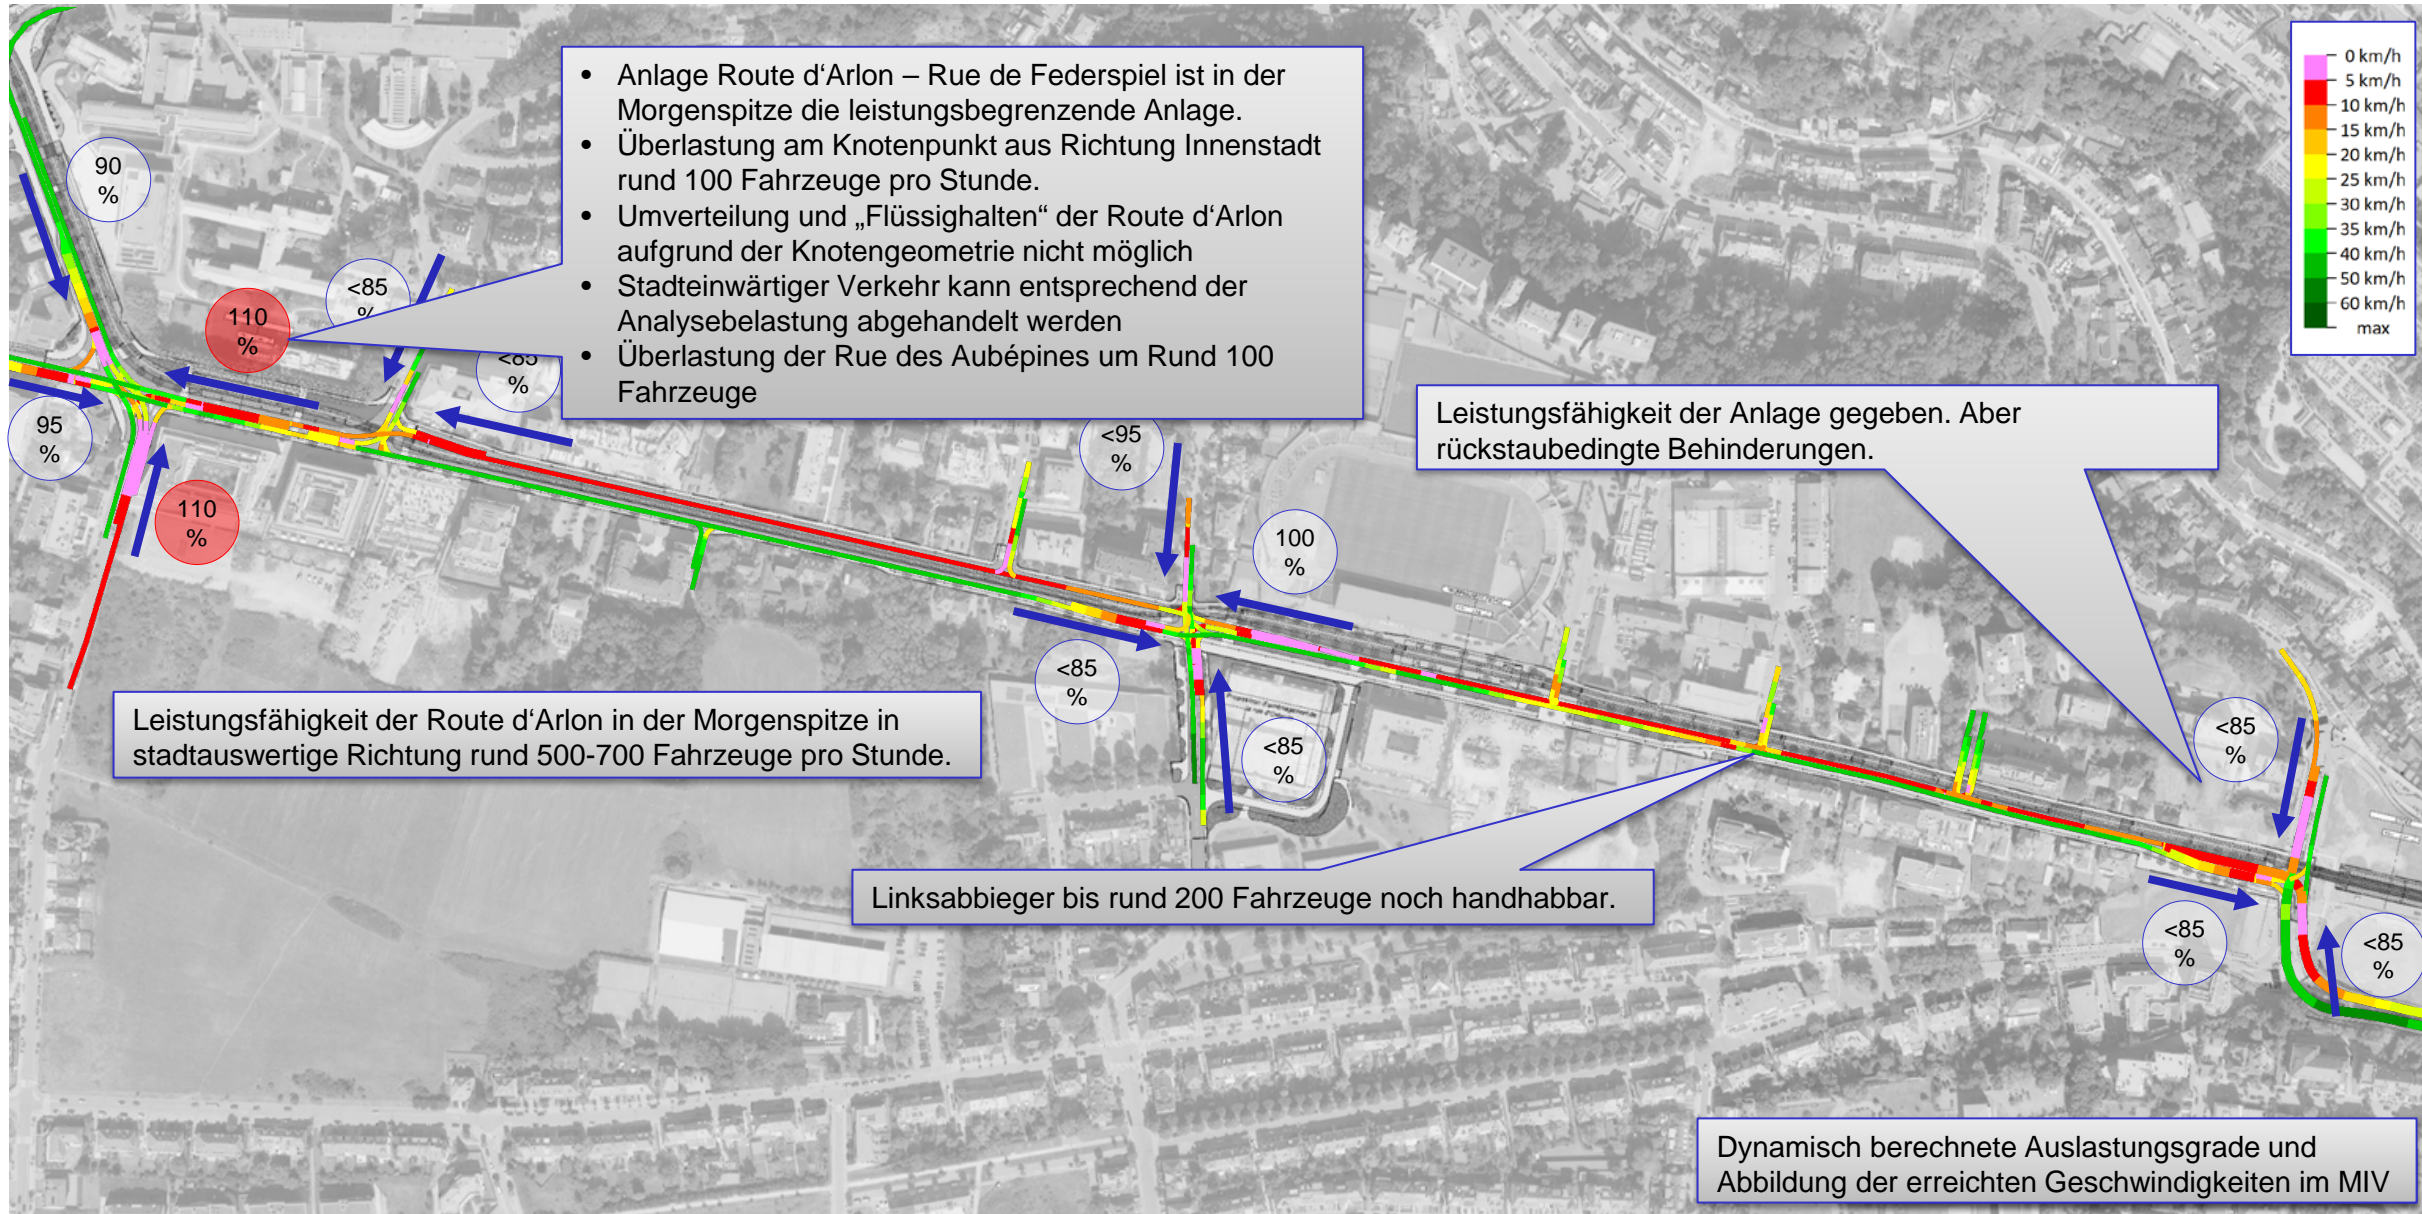 • Anlage Route d‘Arlon – Rue de Federspiel ist in der
Morgenspitze die leistungsbegrenzende Anlage.
• Überlastung am Knotenpunkt aus Richtung Innenstadt
rund 100 Fahrzeuge pro Stunde.
• Umverteilung und „Flüssighalten“ der Route d‘Arlon
aufgrund der Knotengeometrie nicht möglich
• Stadteinwärtiger Verkehr kann entsprechend der
Analysebelastung abgehandelt werden
• Überlastung der Rue des Aubépines um Rund 100
Fahrzeuge
0 km/h
5 km/h
10 km/h
15 km/h
20 km/h
25 km/h
30 km/h
35 km/h
40 km/h
50 km/h
60 km/h
max
90
%
110
%
<85
%
<85
%
95
%
110
%
<95
%
100
%
Leistungsfähigkeit der Anlage gegeben. Aber
rückstaubedingte Behinderungen.
<85
%
<85
%
<85
%
Leistungsfähigkeit der Route d‘Arlon in der Morgenspitze in
stadtauswertige Richtung rund 500-700 Fahrzeuge pro Stunde.
Linksabbieger bis rund 200 Fahrzeuge noch handhabbar.
<85
%
<85
%
Dynamisch berechnete Auslastungsgrade und
Abbildung der erreichten Geschwindigkeiten im MIV